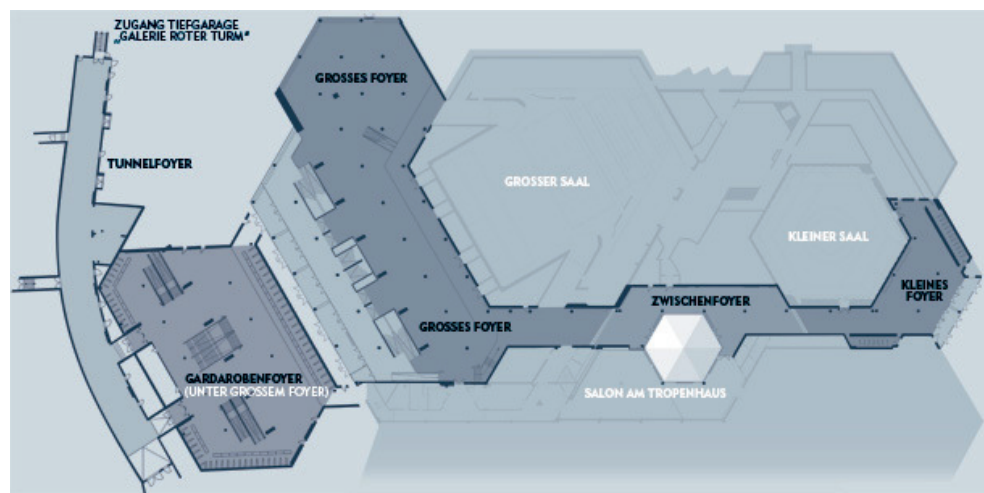 ZUGANG TIEFGARAGE
„GALERIE ROTER TURM“
GROSSES FOYER
TUNNELFOYER
GROSSER SAAL
KLEINER SAAL
KLEINES
FOYER
ZWISCHENFOYER
GROSSES FOYER
GARDAROBENFOYER
(UNTER GROSSEM FOYER)
SALON AM TROPENHAUS